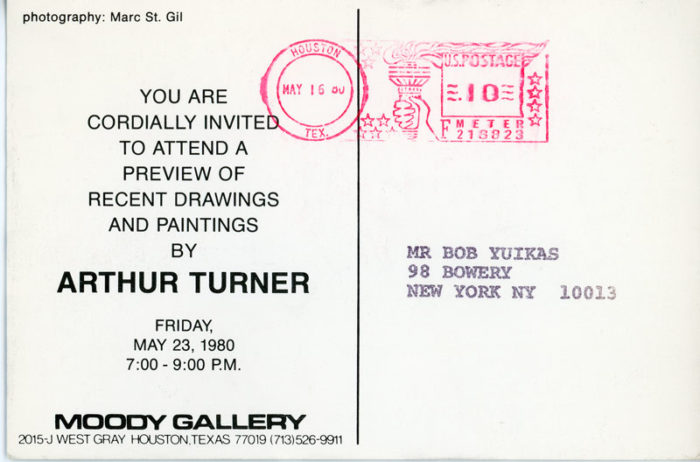 photography: Marc St. Gil
YOU ARE
CORDIALLY INVITED
TO ATTEND A
PREVIEW OF
RECENT DRAWINGS
AND PAINTINGS
BY
ARTHUR TURNER
FRIDAY,
MAY 23, 1980
7:00 - 9:00 P.M.
MOODY GALLERY
2015-J WEST GRAY HOUSTON, TEXAS 77019 (713) 526-9911
HOUSTON
MAY 16 80
TEX.
U.S. POSTAGE
10
METER
218823
MR BOB YUIKAS
98 BOWERY
NEW YORK NY 10013